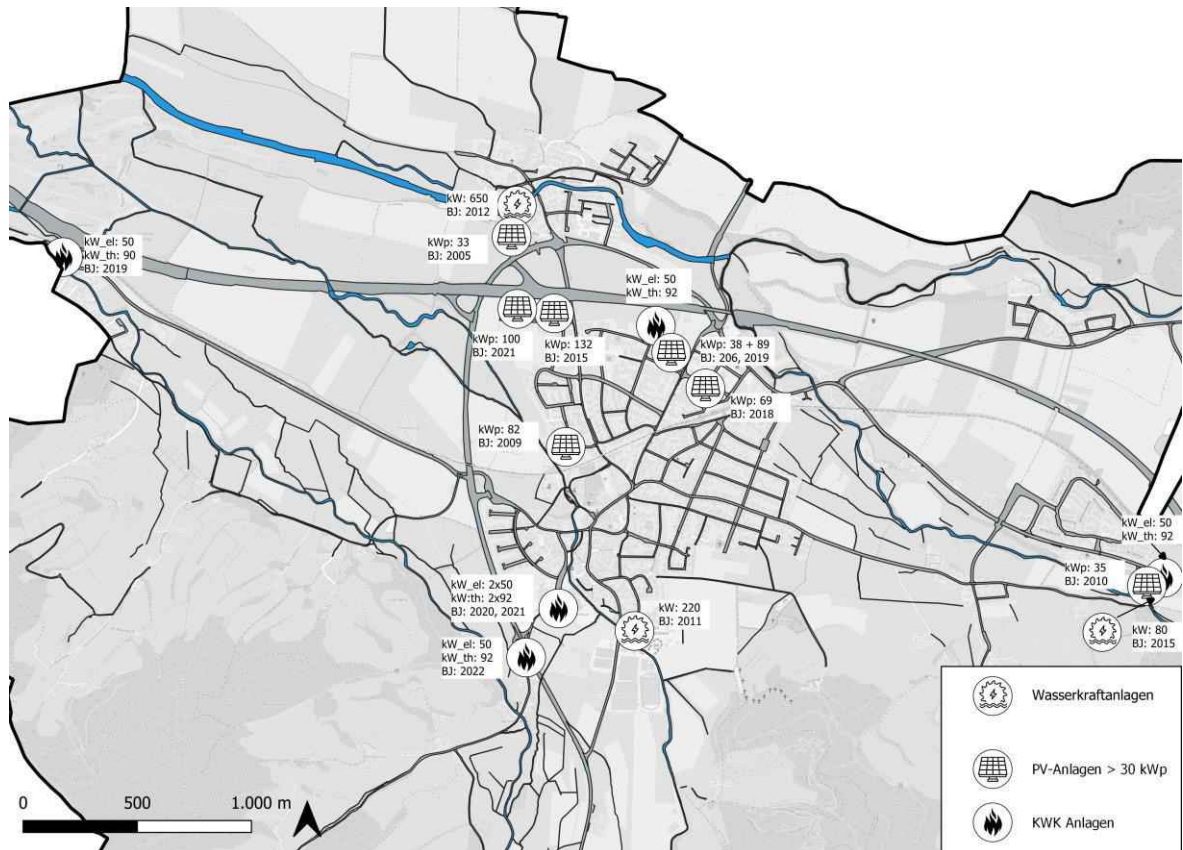 kW: 650
BJ: 2012
kWp: 33
BJ: 2005
kW_el: 50
kW_th: 90
BJ: 2019
kW_el: 50
kW_th: 92
kWp: 100
BJ: 2021
kWp: 132
BJ: 2015
kWp: 38 + 89
BJ: 206, 2019
kWp: 69
BJ: 2018
kWp: 82
BJ: 2009
kW_el: 50
kW_th: 92
kWp: 35
BJ: 2010
kW_el: 2x50
kW:th: 2x92
BJ: 2020, 2021
kW: 220
BJ: 2011
kW: 80
BJ: 2015
kW_el: 50
kW_th: 92
BJ: 2022
Wasserkraftanlagen
PV-Anlagen > 30 kWp
KWK Anlagen
0 500 1.000 m